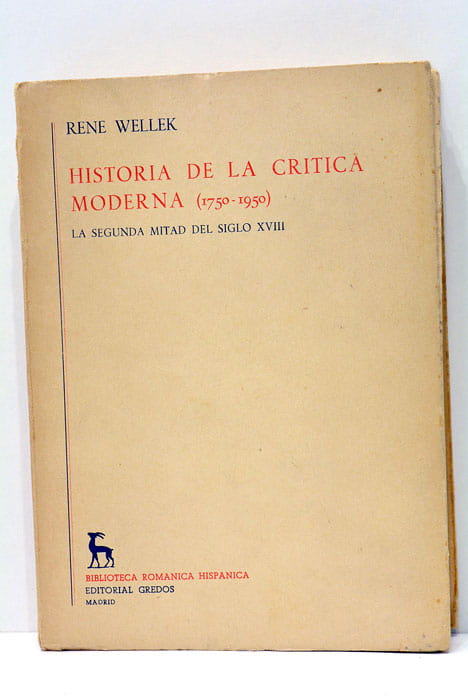 RENE WELLEK
HISTORIA DE LA CRITICA
MODERNA (1750-1950)
LA SEGUNDA MITAD DEL SIGLO XVIII
BIBLIOTECA ROMANICA HISPANICA
EDITORIAL GREDOS
MADRID